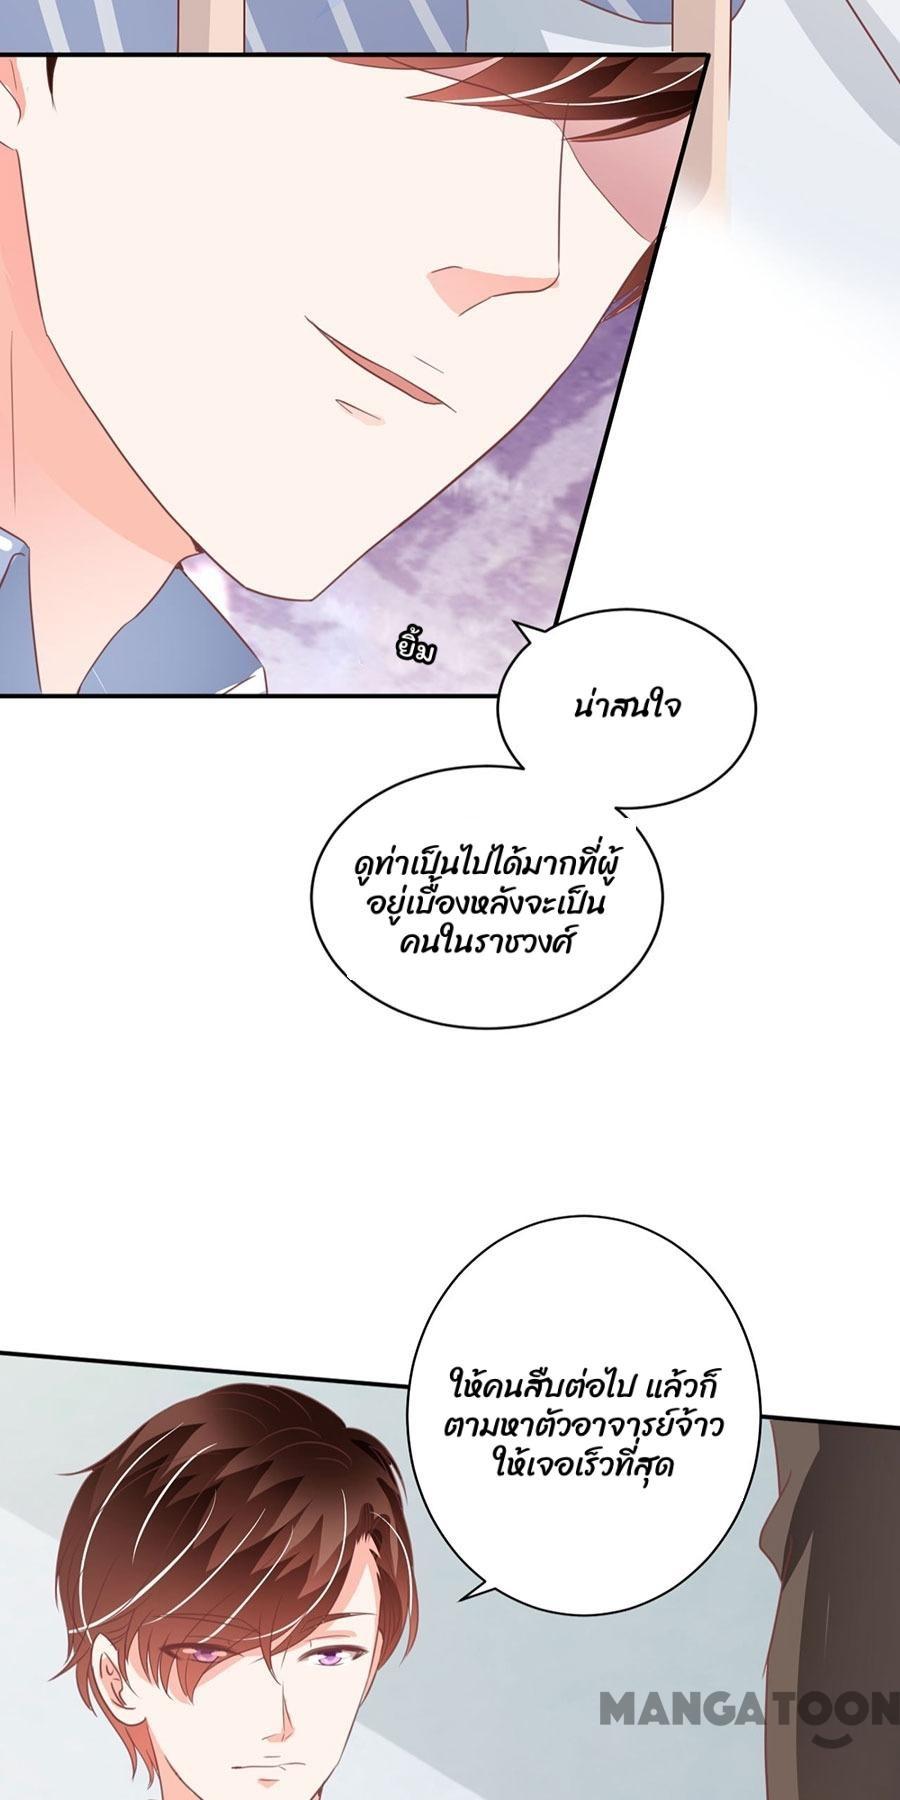 ยิ้ม
น่าสนใจ
ดูท่าเป็นไปได้มากที่ผู้
อยู่เบื้องหลังจะเป็น
คนในราชวงศ์
ให้คนสืบต่อไป แล้วก็
ตามหาตัวอาจารย์จ้าว
ให้เจอเร็วที่สุด
MANGATOON